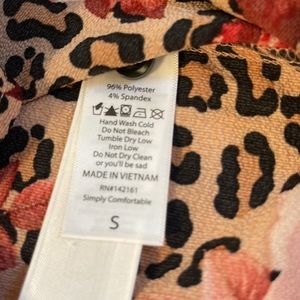 96% Polyester
4% Spandex
Hand Wash Cold
Do Not Bleach
Tumble Dry Low
Iron Low
Do Not Dry Clean
or you'll be sad
MADE IN VIETNAM
RN#142161
Simply Comfortable
S